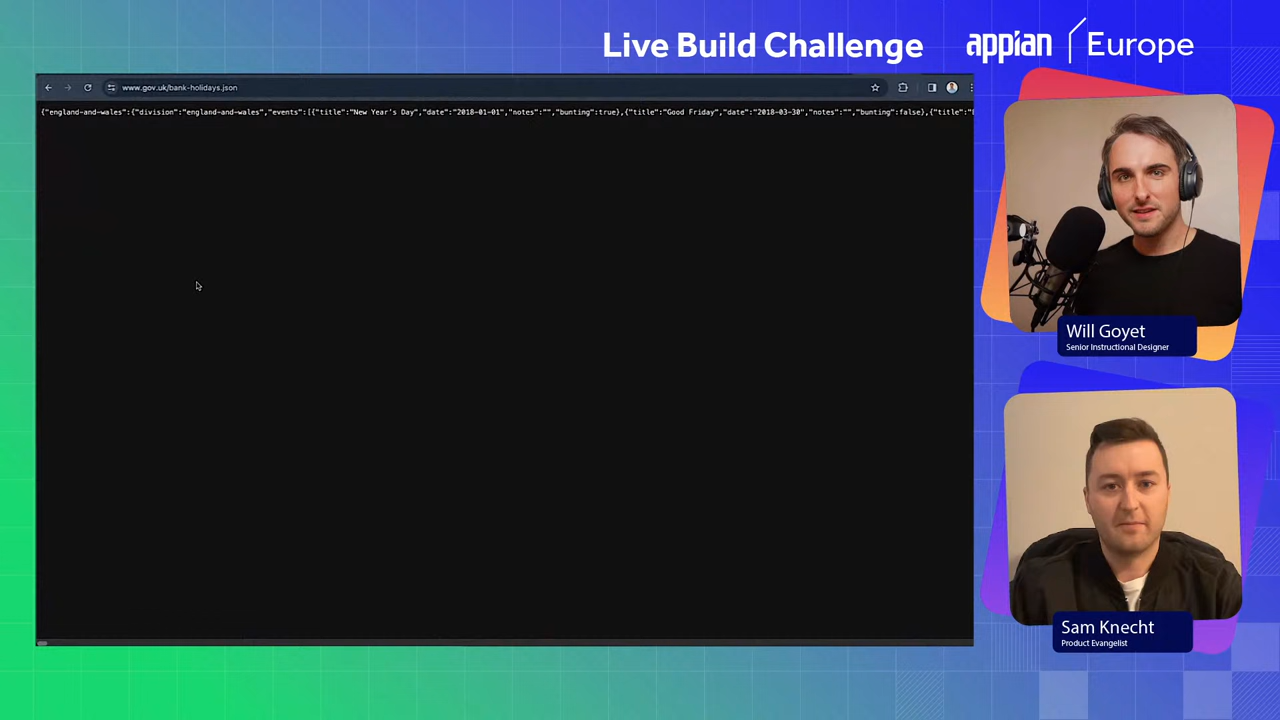 Live Build Challenge
appian Europe
www.gov.uk/bank-holidays.json
{"england-and-wales":{"division":"england-and-wales","events":[{"title":"New Year's Day","date":"2018-01-01","notes":"","bunting":true},{"title":"Good Friday","date":"2018-03-30","notes":"","bunting":false},{"title":"
Will Goyet
Senior Instructional Designer
Sam Knecht
Product Evangelist